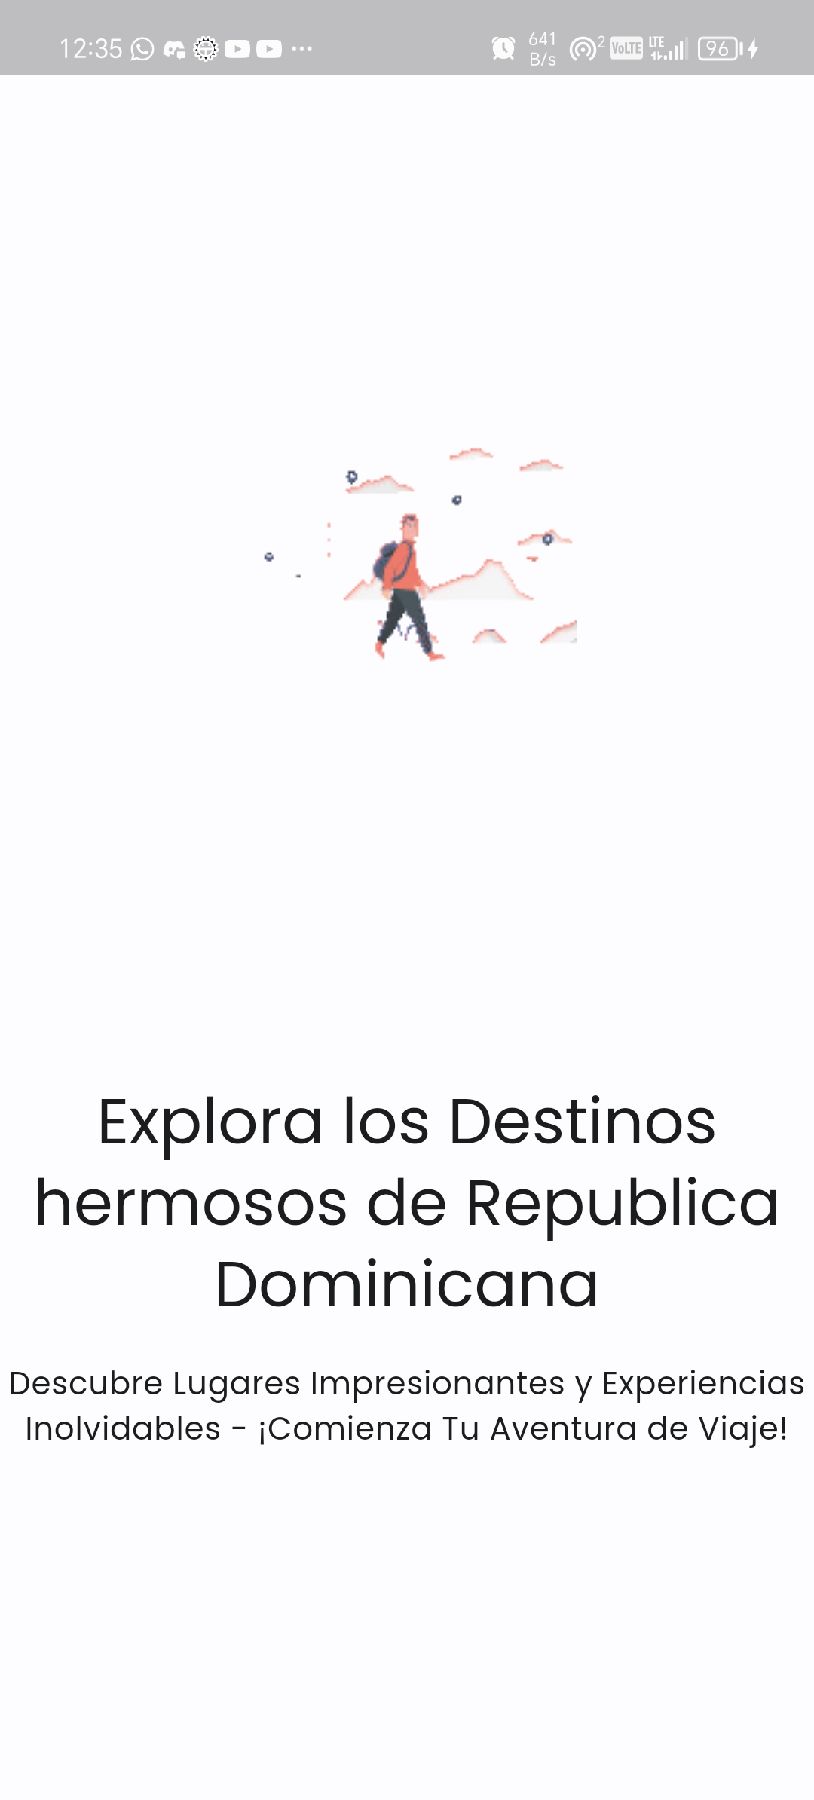 12:35
641
B/s
2
VoLTE
LTE
96
Explora los Destinos
hermosos de Republica
Dominicana
Descubre Lugares Impresionantes y Experiencias
Inolvidables - ¡Comienza Tu Aventura de Viaje!